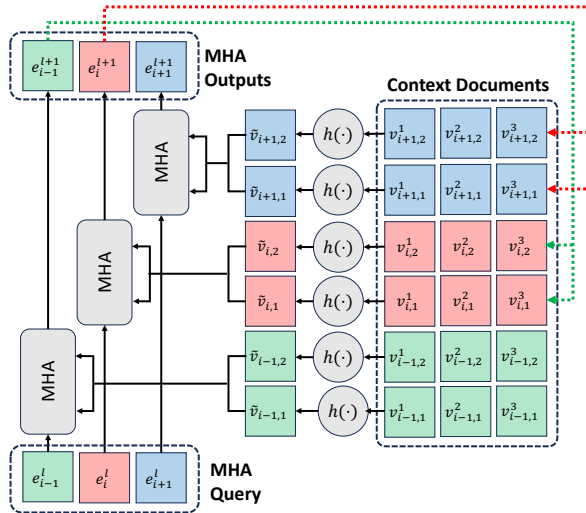 e_{i-1}^{l+1} e_i^{l+1} e_{i+1}^{l+1}
MHA
Outputs
Context Documents
MHA
ṽ_{i+1,2} h(·) v_{i+1,2}^1 v_{i+1,2}^2 v_{i+1,2}^3
ṽ_{i+1,1} h(·) v_{i+1,1}^1 v_{i+1,1}^2 v_{i+1,1}^3
MHA
ṽ_{i,2} h(·) v_{i,2}^1 v_{i,2}^2 v_{i,2}^3
ṽ_{i,1} h(·) v_{i,1}^1 v_{i,1}^2 v_{i,1}^3
MHA
ṽ_{i-1,2} h(·) v_{i-1,2}^1 v_{i-1,2}^2 v_{i-1,2}^3
ṽ_{i-1,1} h(·) v_{i-1,1}^1 v_{i-1,1}^2 v_{i-1,1}^3
e_{i-1}^l e_i^l e_{i+1}^l
MHA
Query